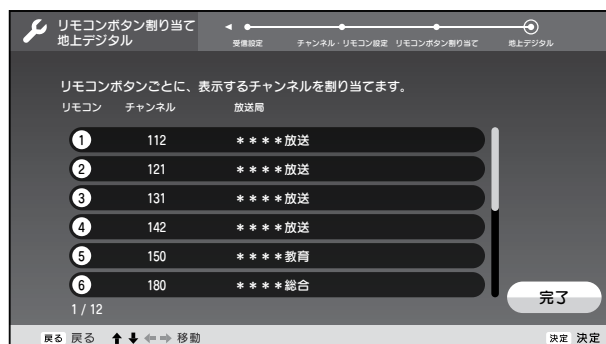 リモコンボタン割り当て
地上デジタル
受信設定 チャンネル・リモコン設定 リモコンボタン割り当て 地上デジタル
リモコンボタンごとに、表示するチャンネルを割り当てます。
リモコン チャンネル 放送局
1 112 ＊＊＊＊放送
2 121 ＊＊＊＊放送
3 131 ＊＊＊＊放送
4 142 ＊＊＊＊放送
5 150 ＊＊＊＊教育
6 180 ＊＊＊＊総合
1 / 12
完了
戻る 戻る ↑↓←→ 移動 決定 決定